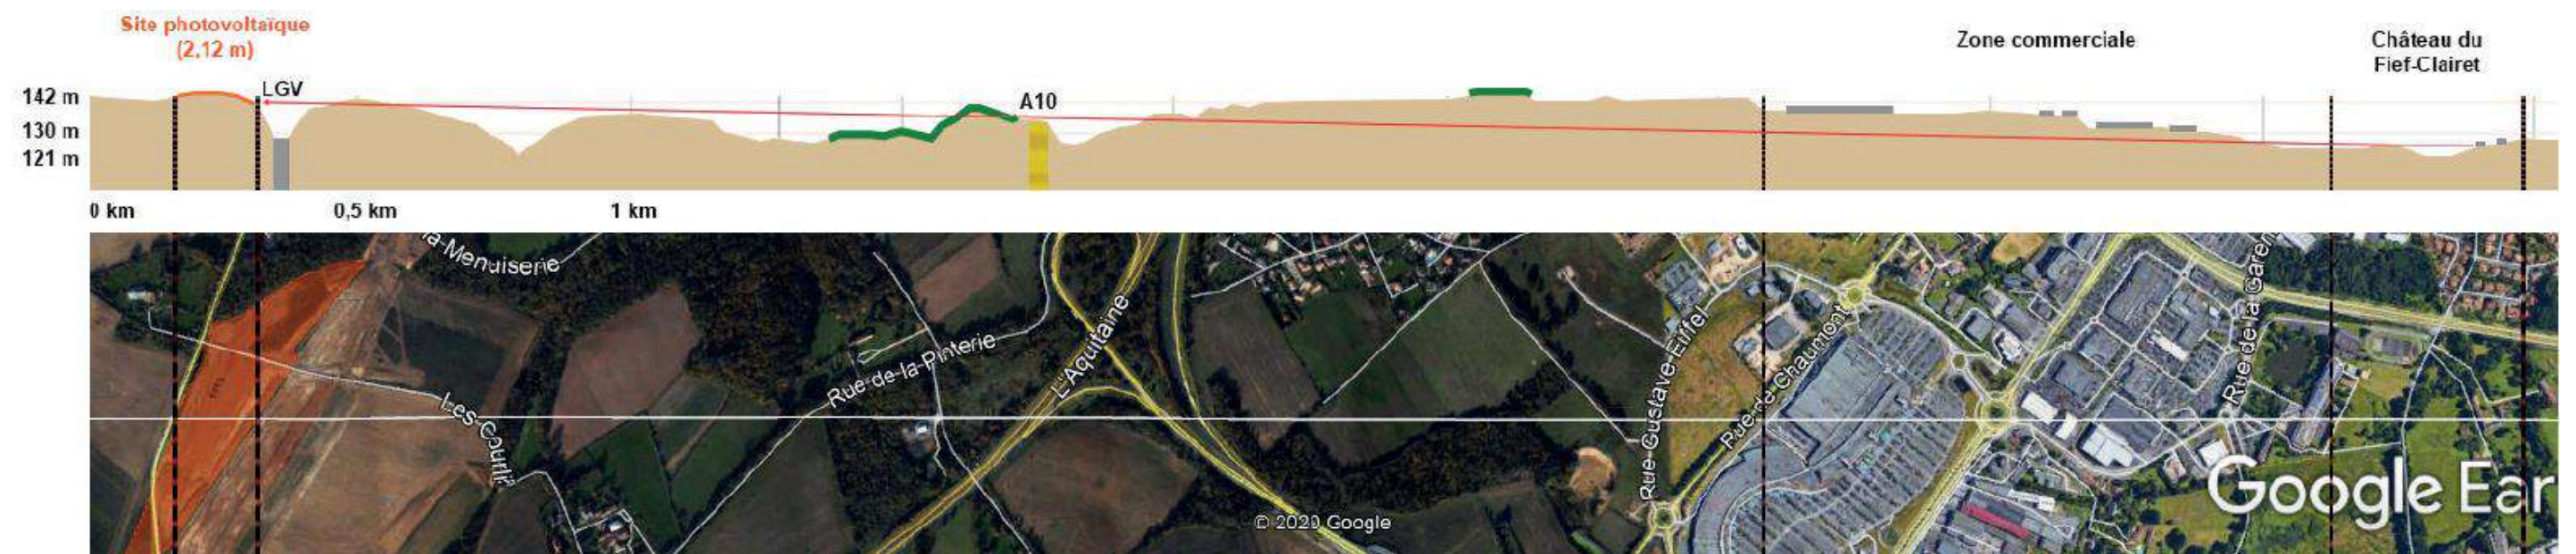 Site photovoltaïque
(2,12 m)
Zone commerciale
Château du
Fief-Clairet
LGV
A10
142 m
130 m
121 m
0 km
0,5 km
1 km
la-Menuiserie
Les-Courli
Rue-de-la-Pinterie
L'Aquitaine
Rue-Gustave-Eiffel
Rue-de-Chaumont
Rue-de-la-Garen
© 2020 Google
Google Ear